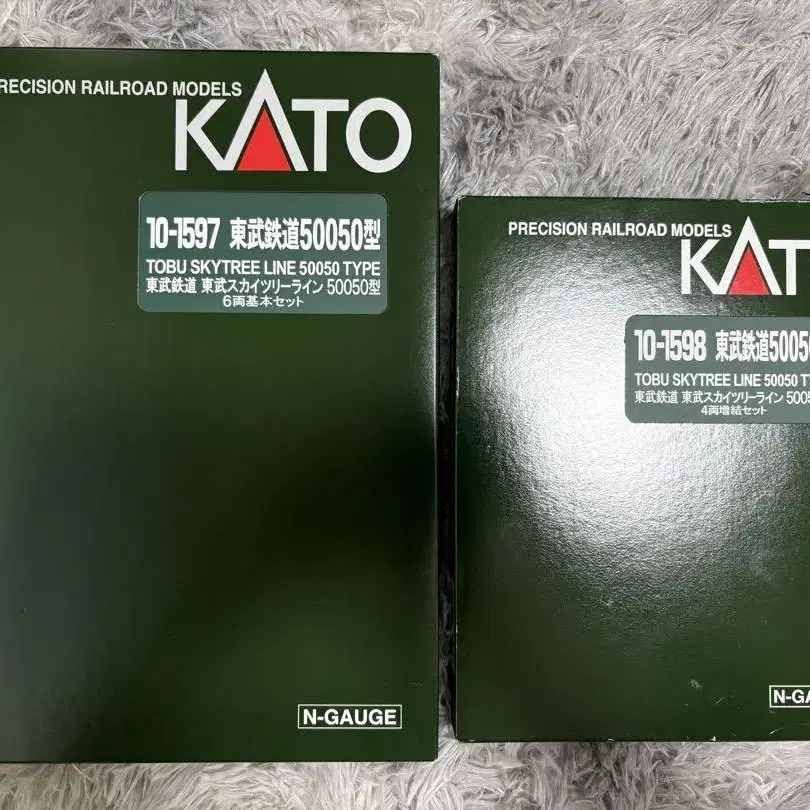 RECISION RAILROAD MODELS
KATO
10-1597 東武鉄道50050型
TOBU SKYTREE LINE 50050 TYPE
東武鉄道 東武スカイツリーライン 50050型
6両基本セット
N-GAUGE
PRECISION RAILROAD MODELS
KAT
10-1598 東武鉄道5005
TOBU SKYTREE LINE 50050 T
東武鉄道 東武スカイツリーライン 5005
4両増結セット
N-GA